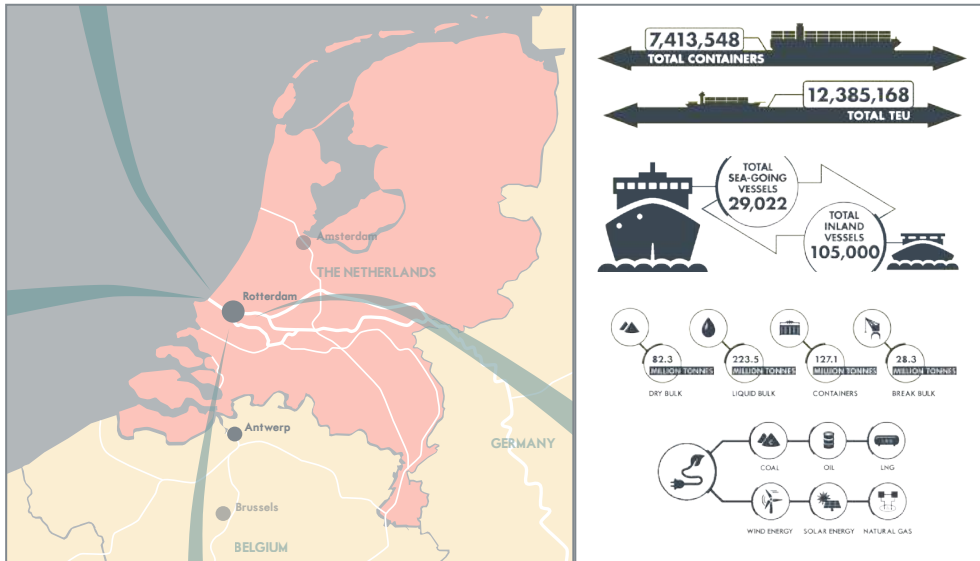 Amsterdam
THE NETHERLANDS
Rotterdam
Antwerp
GERMANY
Brussels
BELGIUM
7,413,548
TOTAL CONTAINERS
12,385,168
TOTAL TEU
TOTAL
SEA-GOING
VESSELS
29,022
TOTAL
INLAND
VESSELS
105,000
82.3
MILLION TONNES
DRY BULK
223.5
MILLION TONNES
LIQUID BULK
127.1
MILLION TONNES
CONTAINERS
28.3
MILLION TONNES
BREAK BULK
COAL
OIL
LNG
LNG
WIND ENERGY
SOLAR ENERGY
NATURAL GAS